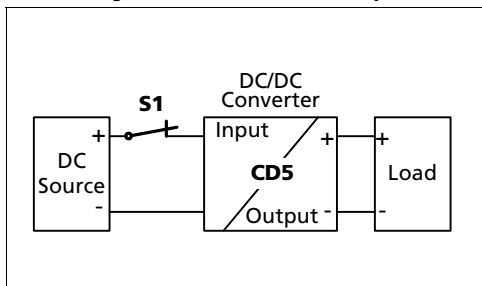 S1
DC/DC
Converter
+
Input
+
+
DC
Source
CD5
Load
-
Output
-
-